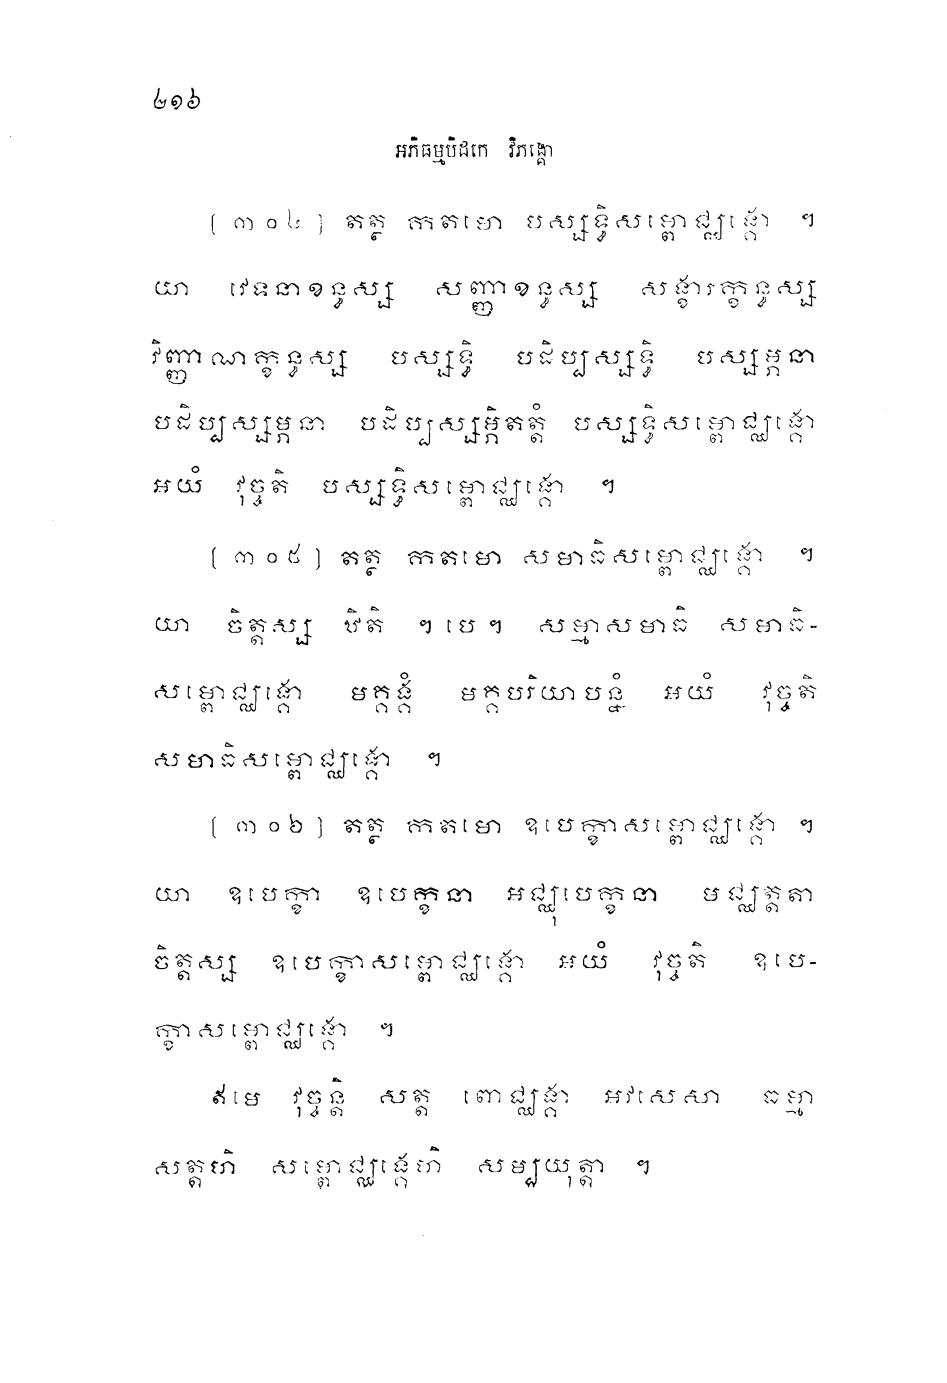 ២១៦
អភិធម្មបិដកេ វិភង្គោ
[៣០៤] តត្ថ កតមោ បស្សទ្ធិសម្ពោជ្ឈង្គោ ។
យា វេទនាខន្ធស្ស សញ្ញាខន្ធស្ស សង្ខារក្ខន្ធស្ស
វិញ្ញាណក្ខន្ធស្ស បស្សទ្ធិ បដិប្បស្សទ្ធិ បស្សម្ភនា
បដិប្បស្សម្ភនា បដិប្បស្សម្ភិតត្តំ បស្សទ្ធិសម្ពោជ្ឈង្គោ
អយំ វុច្ចតិ បស្សទ្ធិសម្ពោជ្ឈង្គោ ។
[៣០៥] តត្ថ កតមោ សមាធិសម្ពោជ្ឈង្គោ ។
យា ចិត្តស្ស ឋិតិ ។បេ។ សម្មាសមាធិ សមាធិ-
សម្ពោជ្ឈង្គោ មគ្គង្គំ មគ្គបរិយាបន្នំ អយំ វុច្ចតិ
សមាធិសម្ពោជ្ឈង្គោ ។
[៣០៦] តត្ថ កតមោ ឧបេក្ខាសម្ពោជ្ឈង្គោ ។
យា ឧបេក្ខា ឧបេក្ខនា អជ្ឈុបេក្ខនា មជ្ឈត្តតា
ចិត្តស្ស ឧបេក្ខាសម្ពោជ្ឈង្គោ អយំ វុច្ចតិ ឧបេ-
ក្ខាសម្ពោជ្ឈង្គោ ។
ឥមេ វុច្ចន្តិ សត្ត ពោជ្ឈង្គា អវសេសា ធម្មា
សត្តហិ សម្ពោជ្ឈង្គេហិ សម្បយុត្តា ។